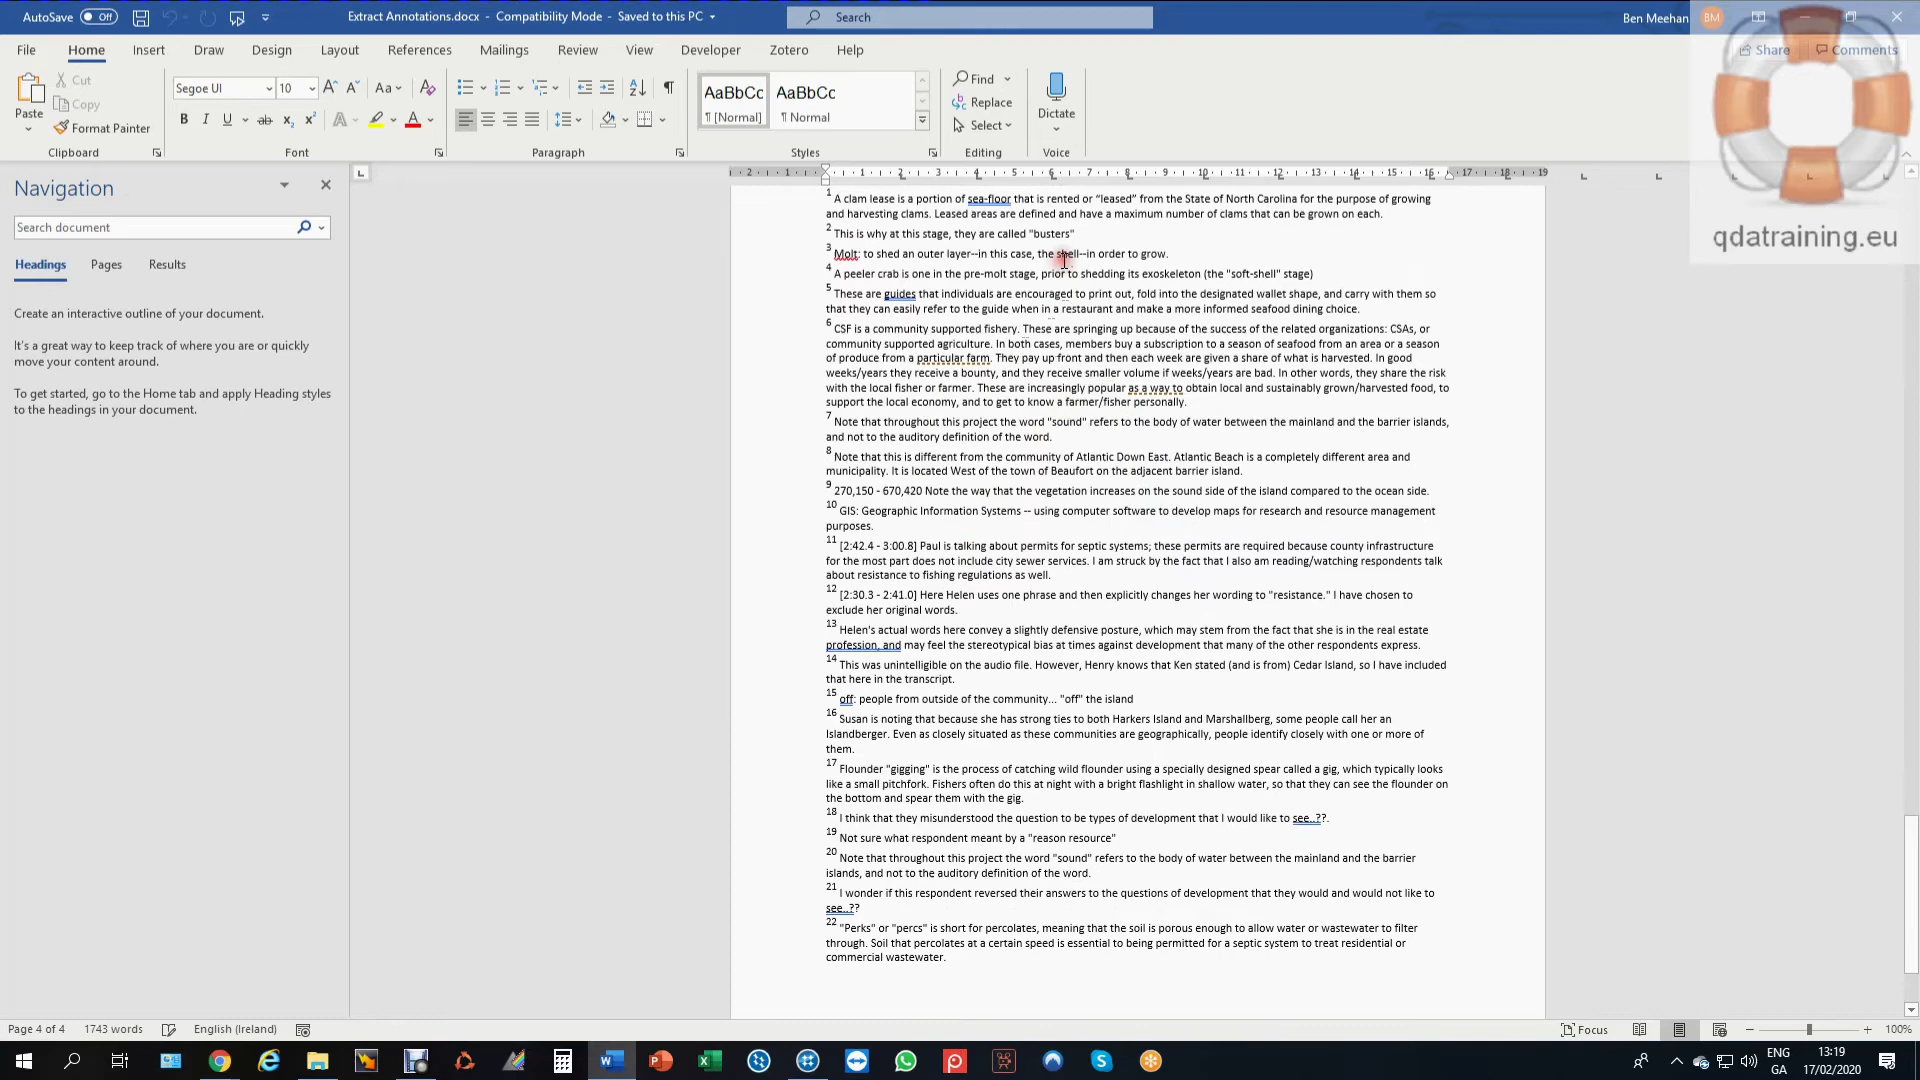 AutoSave Off Extract Annotations.docx - Compatibility Mode - Saved to this PC Search Ben Meehan BM
File Home Insert Draw Design Layout References Mailings Review View Developer Zotero Help Share Comments
Paste Cut Copy Format Painter
Segoe UI 10
AaBbCc AaBbCc
¶ [Normal] ¶ Normal
Find
Replace
Select
Dictate
Clipboard Font Paragraph Styles Editing Voice
qdatraining.eu
Navigation
Search document
Headings Pages Results
Create an interactive outline of your document.
It's a great way to keep track of where you are or quickly
move your content around.
To get started, go to the Home tab and apply Heading styles
to the headings in your document.
2 1 1 2 3 4 5 6 7 8 9 10 11 12 13 14 15 16 17 18 19
1 A clam lease is a portion of sea-floor that is rented or “leased” from the State of North Carolina for the purpose of growing
and harvesting clams. Leased areas are defined and have a maximum number of clams that can be grown on each.
2 This is why at this stage, they are called "busters"
3 Molt: to shed an outer layer--in this case, the shell--in order to grow.
4 A peeler crab is one in the pre-molt stage, prior to shedding its exoskeleton (the "soft-shell" stage)
5 These are guides that individuals are encouraged to print out, fold into the designated wallet shape, and carry with them so
that they can easily refer to the guide when in a restaurant and make a more informed seafood dining choice.
6 CSF is a community supported fishery. These are springing up because of the success of the related organizations: CSAs, or
community supported agriculture. In both cases, members buy a subscription to a season of seafood from an area or a season
of produce from a particular farm. They pay up front and then each week are given a share of what is harvested. In good
weeks/years they receive a bounty, and they receive smaller volume if weeks/years are bad. In other words, they share the risk
with the local fisher or farmer. These are increasingly popular as a way to obtain local and sustainably grown/harvested food, to
support the local economy, and to get to know a farmer/fisher personally.
7 Note that throughout this project the word "sound" refers to the body of water between the mainland and the barrier islands,
and not to the auditory definition of the word.
8 Note that this is different from the community of Atlantic Down East. Atlantic Beach is a completely different area and
municipality. It is located West of the town of Beaufort on the adjacent barrier island.
9 270,150 - 670,420 Note the way that the vegetation increases on the sound side of the island compared to the ocean side.
10 GIS: Geographic Information Systems -- using computer software to develop maps for research and resource management
purposes.
11 [2:42.4 - 3:00.8] Paul is talking about permits for septic systems; these permits are required because county infrastructure
for the most part does not include city sewer services. I am struck by the fact that I also am reading/watching respondents talk
about resistance to fishing regulations as well.
12 [2:30.3 - 2:41.0] Here Helen uses one phrase and then explicitly changes her wording to "resistance." I have chosen to
exclude her original words.
13 Helen's actual words here convey a slightly defensive posture, which may stem from the fact that she is in the real estate
profession, and may feel the stereotypical bias at times against development that many of the other respondents express.
14 This was unintelligible on the audio file. However, Henry knows that Ken stated (and is from) Cedar Island, so I have included
that here in the transcript.
15 off: people from outside of the community... "off" the island
16 Susan is noting that because she has strong ties to both Harkers Island and Marshallberg, some people call her an
Islandberger. Even as closely situated as these communities are geographically, people identify closely with one or more of
them.
17 Flounder "gigging" is the process of catching wild flounder using a specially designed spear called a gig, which typically looks
like a small pitchfork. Fishers often do this at night with a bright flashlight in shallow water, so that they can see the flounder on
the bottom and spear them with the gig.
18 I think that they misunderstood the question to be types of development that I would like to see..??.
19 Not sure what respondent meant by a "reason resource"
20 Note that throughout this project the word "sound" refers to the body of water between the mainland and the barrier
islands, and not to the auditory definition of the word.
21 I wonder if this respondent reversed their answers to the questions of development that they would and would not like to
see..??
22 "Perks" or "percs" is short for percolates, meaning that the soil is porous enough to allow water or wastewater to filter
through. Soil that percolates at a certain speed is essential to being permitted for a septic system to treat residential or
commercial wastewater.
Page 4 of 4 1743 words English (Ireland) Focus 100%
ENG 13:19
GA 17/02/2020